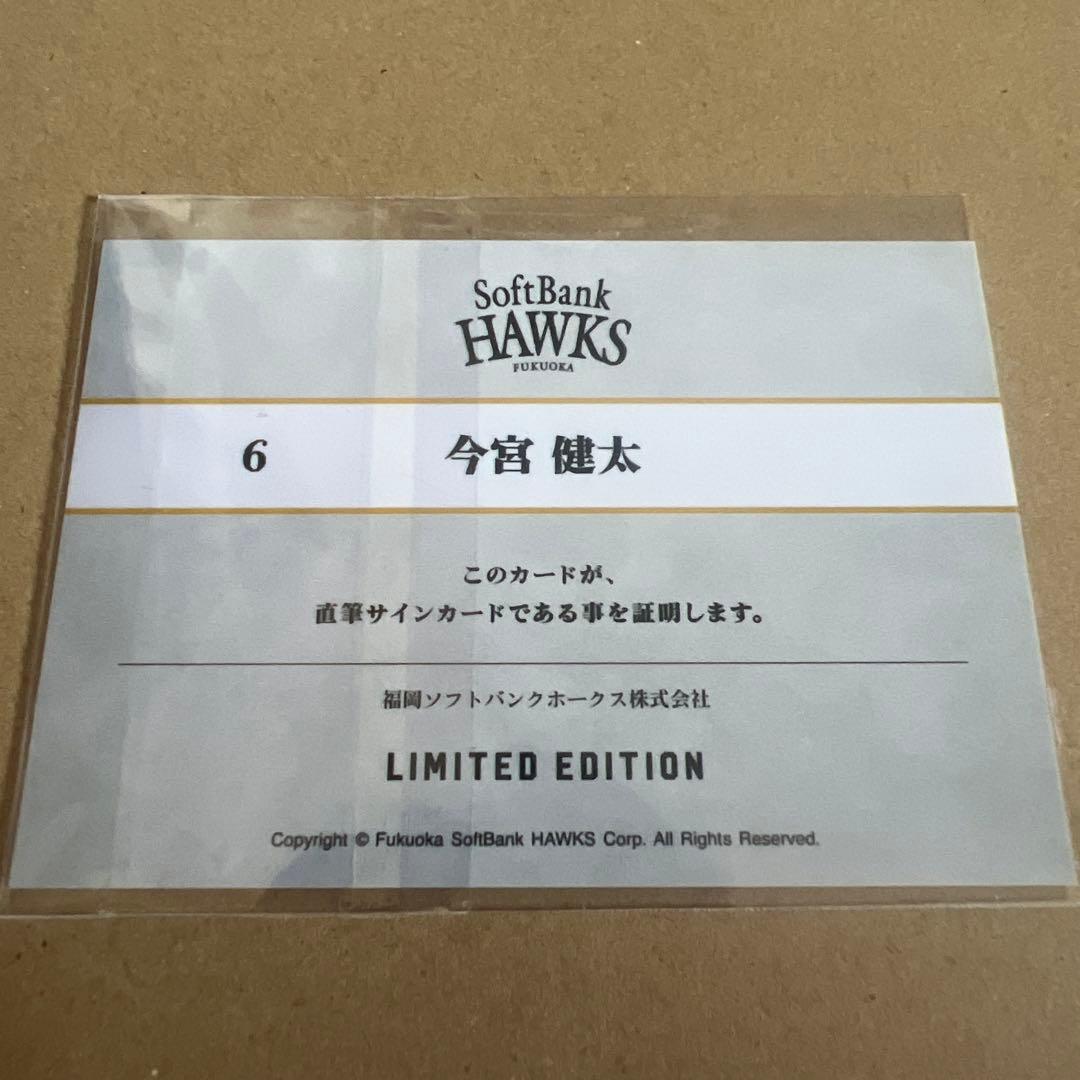 SoftBank
HAWKS
FUKUOKA
6 今宮 健太
このカードが、
直筆サインカードである事を証明します。
福岡ソフトバンクホークス株式会社
LIMITED EDITION
Copyright © Fukuoka SoftBank HAWKS Corp. All Rights Reserved.